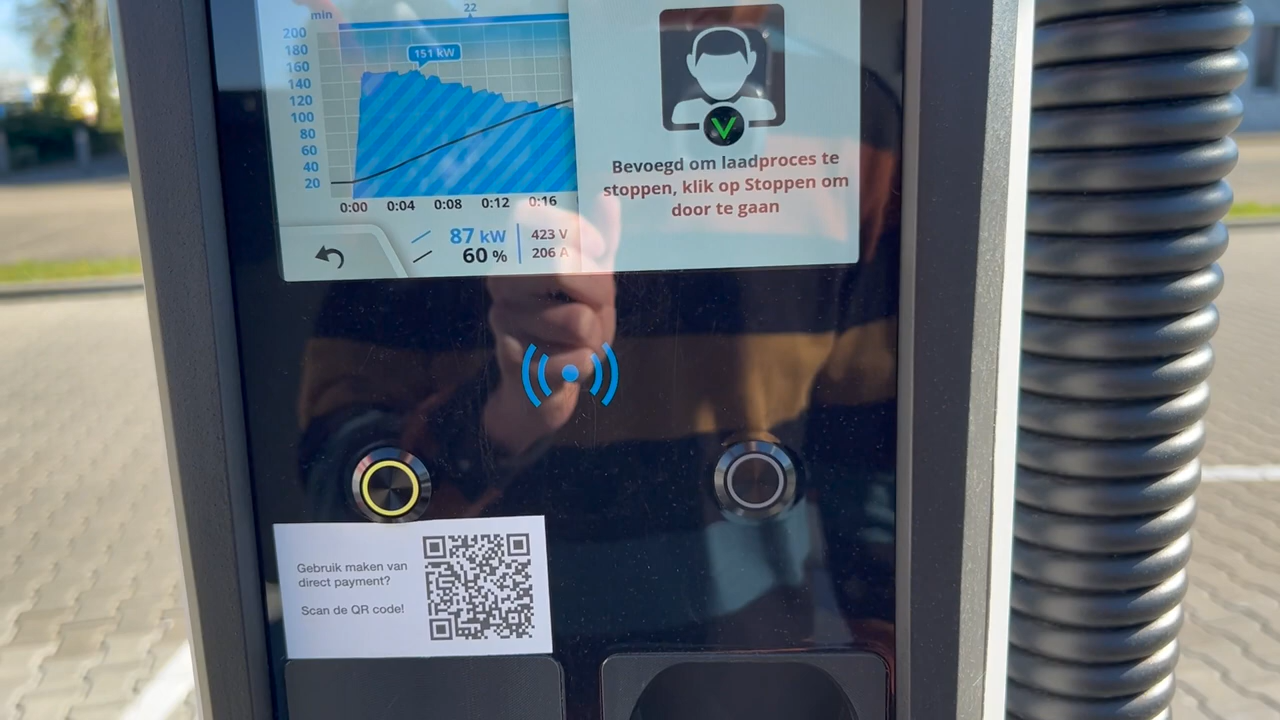 min
22
200
180
160
140
120
100
80
60
40
20
151 kW
0:00 0:04 0:08 0:12 0:16
87 kW
60 %
423 V
206 A
Bevoegd om laadproces te
stoppen, klik op Stoppen om
door te gaan
Gebruik maken van
direct payment?
Scan de QR code!